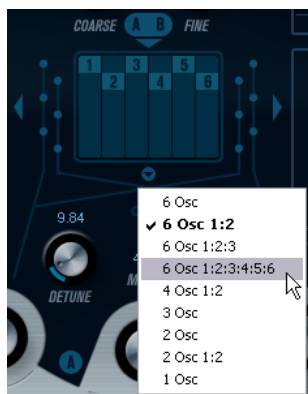 COARSE A B FINE
1 3 5
2 4 6
6 Osc
9.84
✓ 6 Osc 1:2
6 Osc 1:2:3
6 Osc 1:2:3:4:5:6
DETUNE
4 Osc 1:2
3 Osc
2 Osc
A
2 Osc 1:2
1 Osc